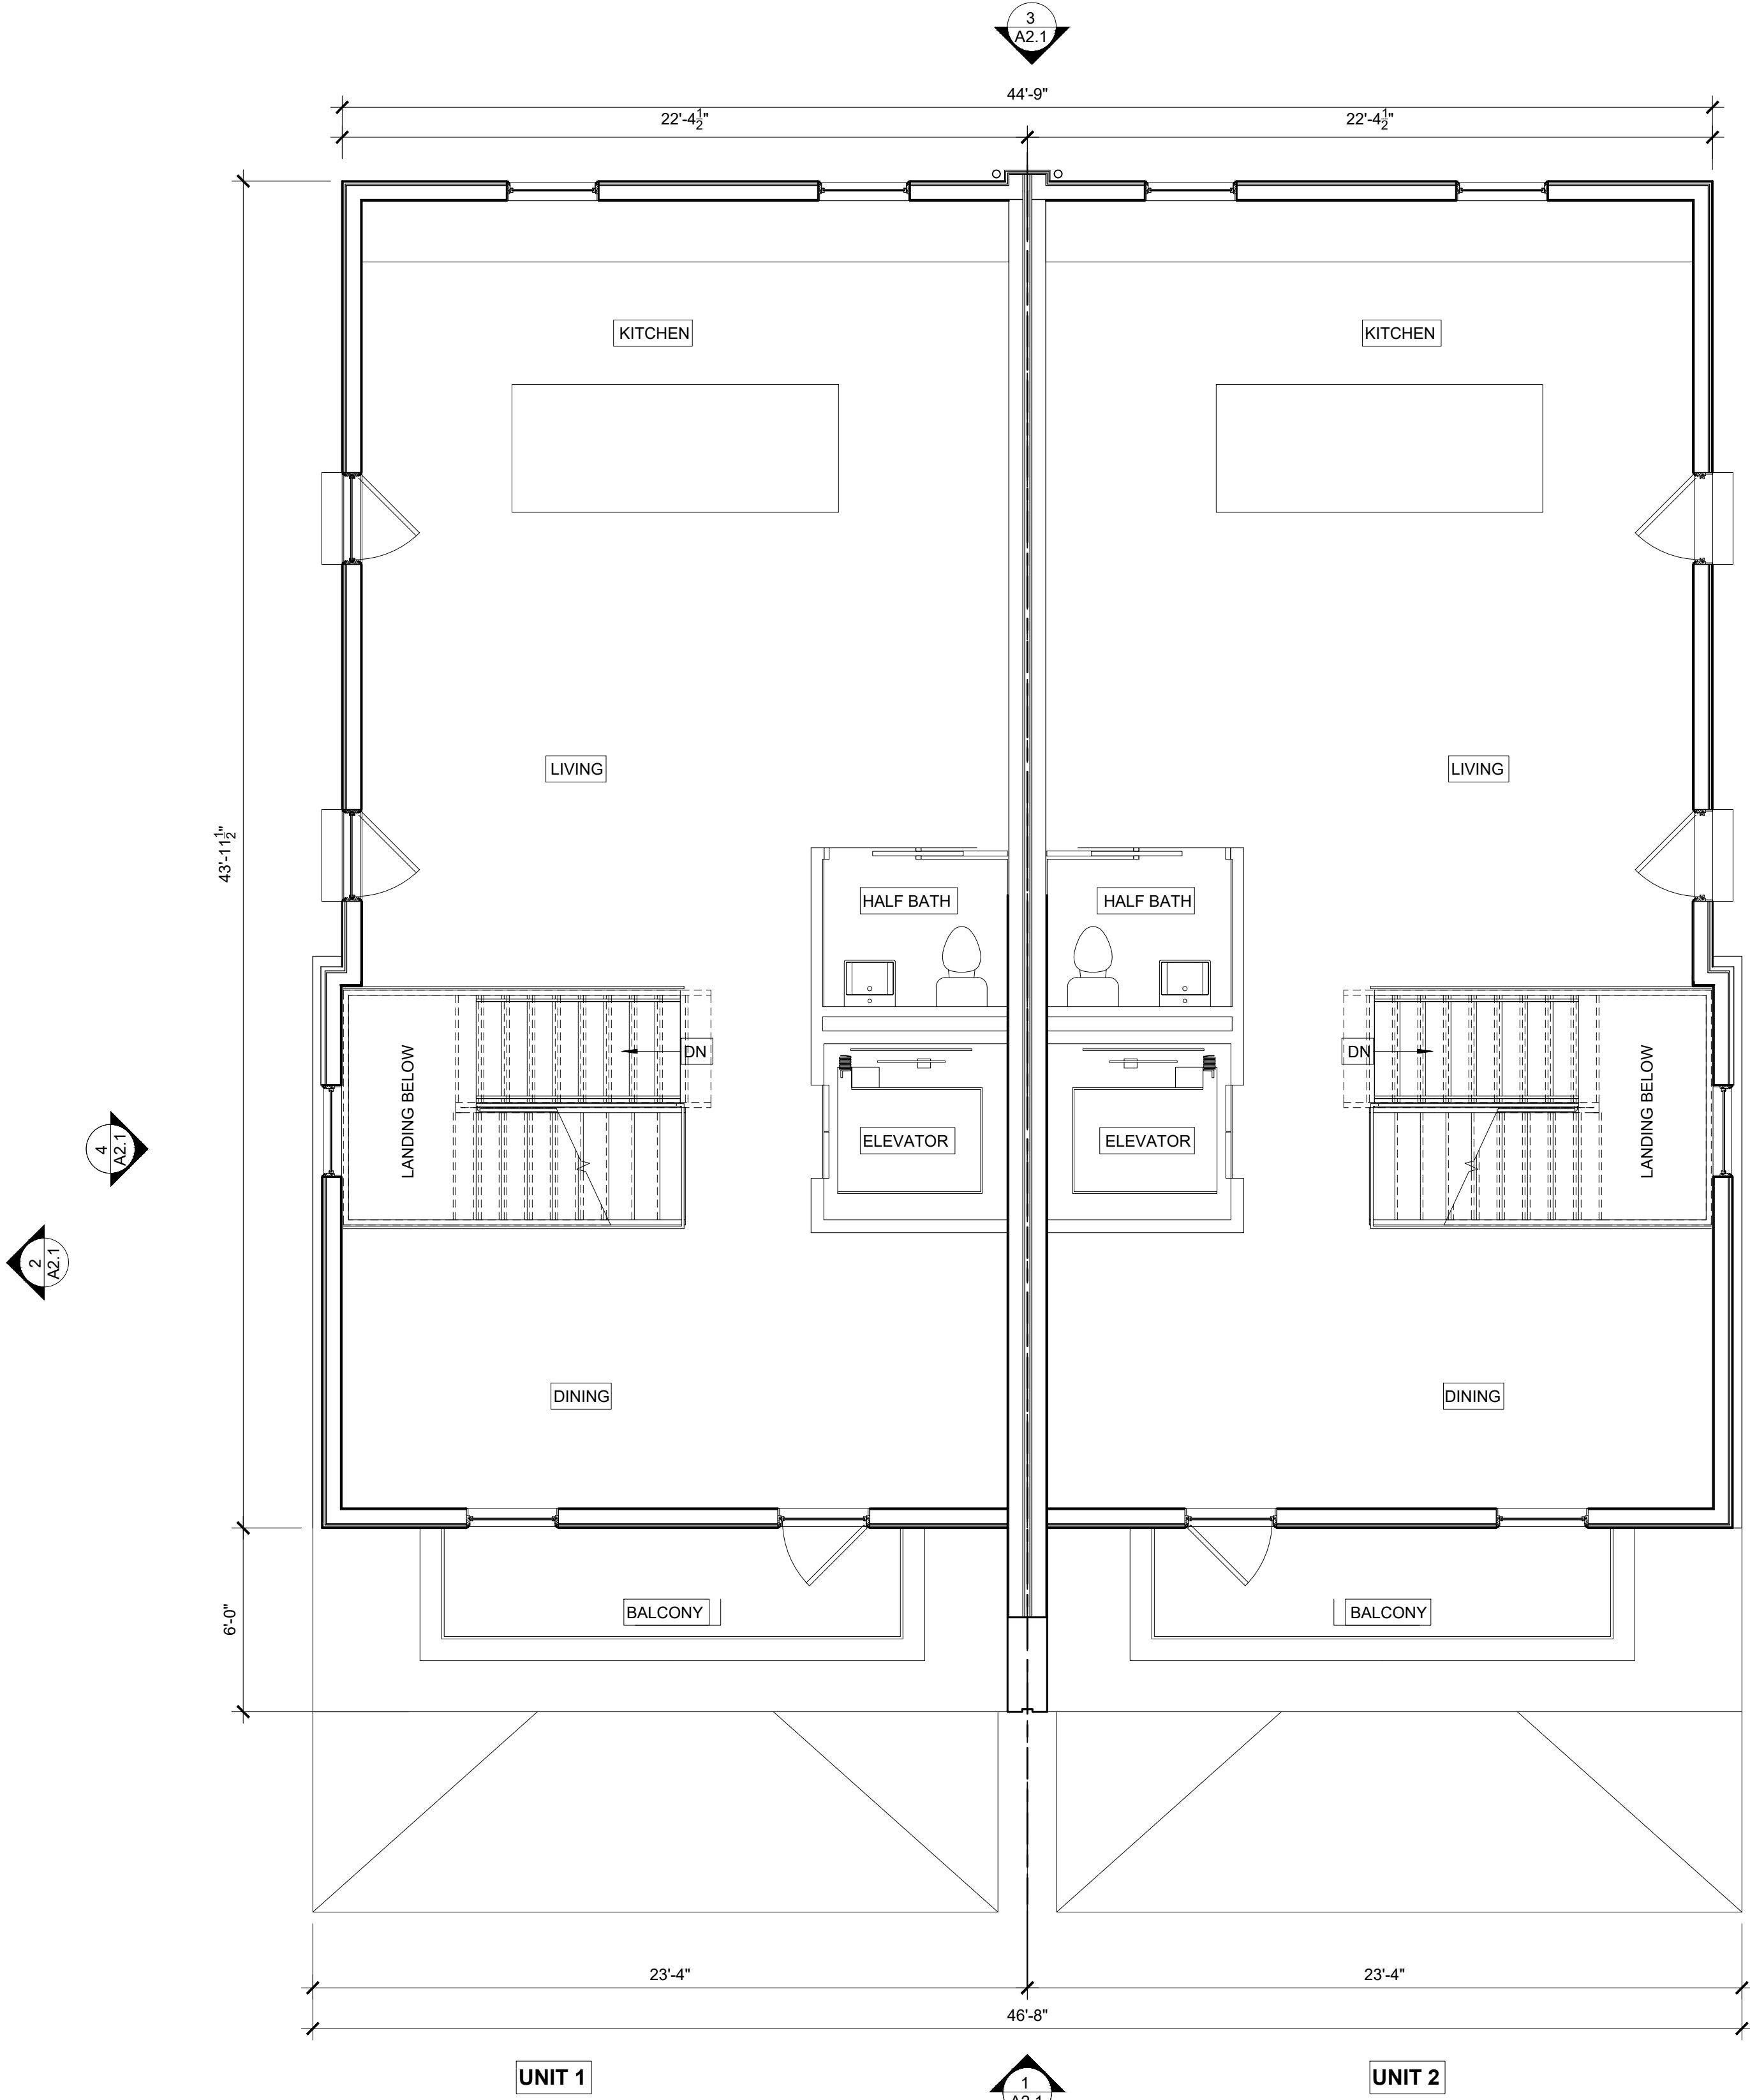 3
A2.1
44'-9"
22'-4½"
22'-4½"
KITCHEN
KITCHEN
LIVING
LIVING
43'-11½"
HALF BATH
HALF BATH
DN
DN
LANDING BELOW
LANDING BELOW
ELEVATOR
ELEVATOR
4
A2.1
2
A2.1
DINING
DINING
6'-0"
BALCONY
BALCONY
23'-4"
23'-4"
46'-8"
UNIT 1
UNIT 2
1
A2.1